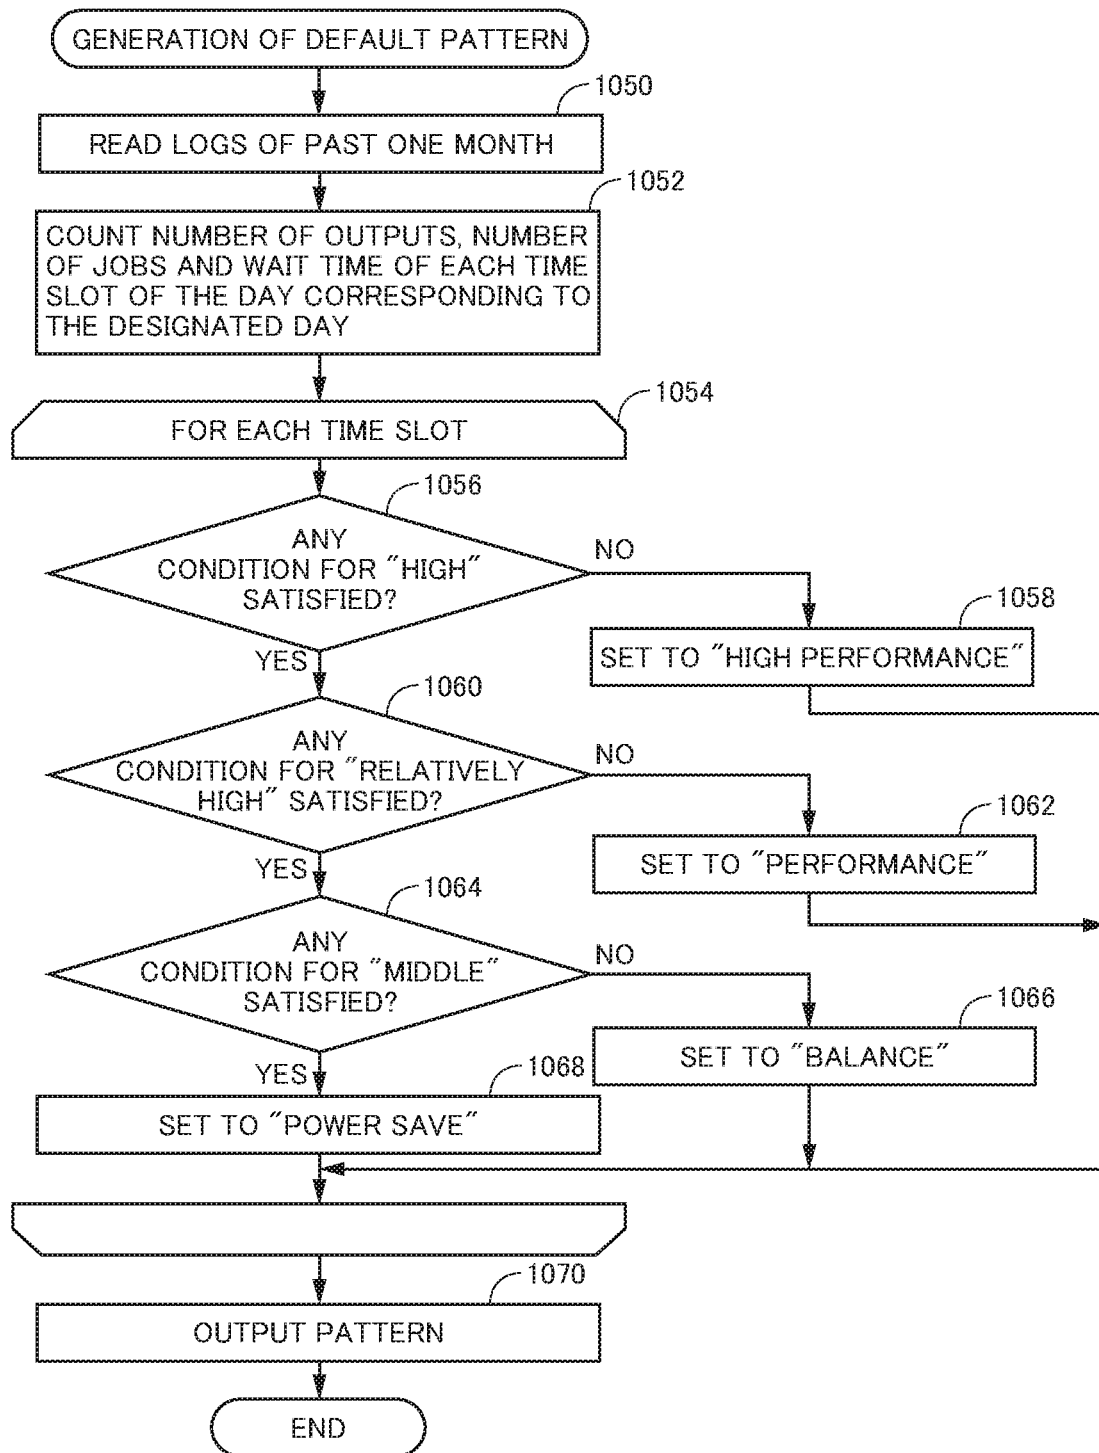 GENERATION OF DEFAULT PATTERN
1050
READ LOGS OF PAST ONE MONTH
1052
COUNT NUMBER OF OUTPUTS, NUMBER
OF JOBS AND WAIT TIME OF EACH TIME
SLOT OF THE DAY CORRESPONDING TO
THE DESIGNATED DAY
1054
FOR EACH TIME SLOT
1056
ANY
CONDITION FOR "HIGH"
SATISFIED?
NO
YES
1058
SET TO "HIGH PERFORMANCE"
1060
ANY
CONDITION FOR "RELATIVELY
HIGH" SATISFIED?
NO
YES
1062
SET TO "PERFORMANCE"
1064
ANY
CONDITION FOR "MIDDLE"
SATISFIED?
NO
YES
1066
SET TO "BALANCE"
1068
SET TO "POWER SAVE"
1070
OUTPUT PATTERN
END